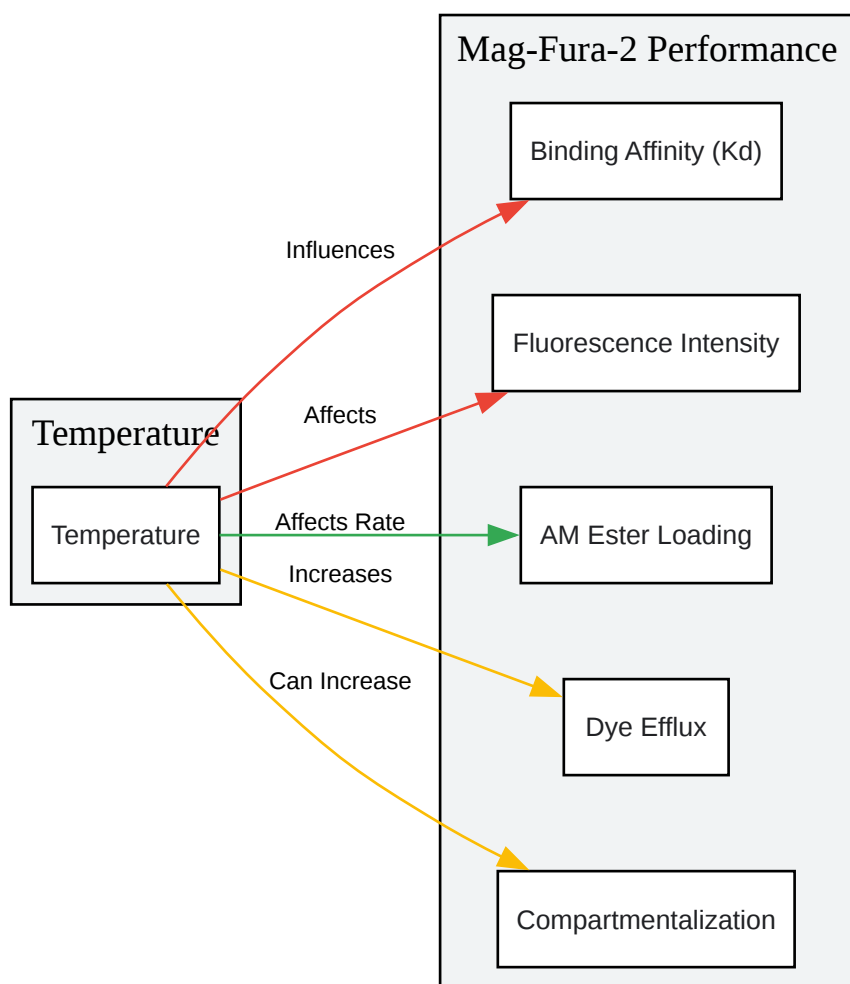 Mag-Fura-2 Performance
Binding Affinity (Kd)
Influences
Fluorescence Intensity
Affects
Temperature
Temperature
Affects Rate
AM Ester Loading
Increases
Can Increase
Dye Efflux
Compartmentalization